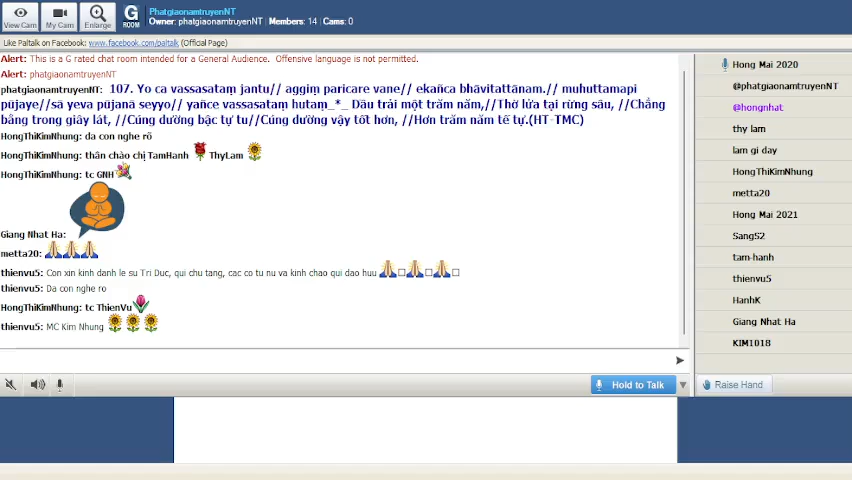 PhatgiaonamtruyenNT
Owner: phatgiaonamtruyenNT | Members: 14 | Cams: 0
View Cam
My Cam
Enlarge
G
ROOM
Like Paltalk on Facebook: www.facebook.com/paltalk (Official Page)
Alert: This is a G rated chat room intended for a General Audience. Offensive language is not permitted.
Alert: phatgiaonamtruyenNT
phatgiaonamtruyenNT: 107. Yo ca vassasataṃ jantu// aggiṃ paricare vane// ekañca bhāvitattānaṃ.// muhuttamapi
pūjaye//sā yeva pūjanā seyyo// yañce vassasataṃ hutaṃ_*_ Dầu trải một trăm năm,//Thờ lửa tại rừng sâu, //Chẳng
bằng trong giây lát, //Cúng dường bậc tự tu//Cúng dường vậy tốt hơn, //Hơn trăm năm tế tự.(HT-TMC)
HongThiKimNhung: da con nghe rõ
HongThiKimNhung: thân chào chị TamHanh ThyLam
HongThiKimNhung: tc GNH
Giang Nhat Ha:
metta20:
thienvu5: Con xin kinh danh le su Tri Duc, qui chu tang, cac co tu nu va kinh chao qui dao huu
thienvu5: Da con nghe ro
HongThiKimNhung: tc ThienVu
thienvu5: MC Kim Nhung
Hold to Talk
Raise Hand
Hong Mai 2020
@phatgiaonamtruyenNT
@hongnhat
thy lam
lam gi day
HongThiKimNhung
metta20
Hong Mai 2021
SangS2
tam-hanh
thienvu5
HanhK
Giang Nhat Ha
KIM1018